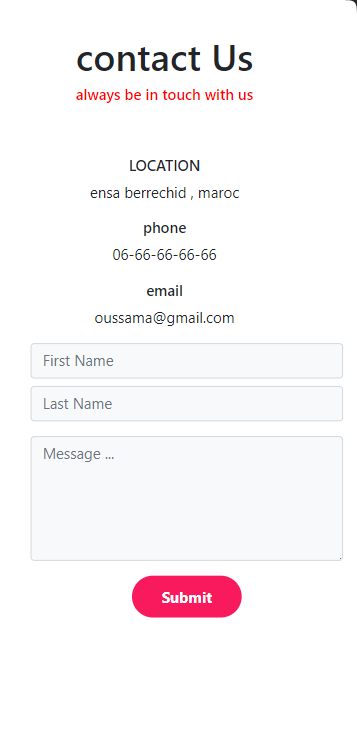 contact Us
always be in touch with us
LOCATION
ensa berrechid , maroc
phone
06-66-66-66-66
email
oussama@gmail.com
First Name
Last Name
Message ...
Submit